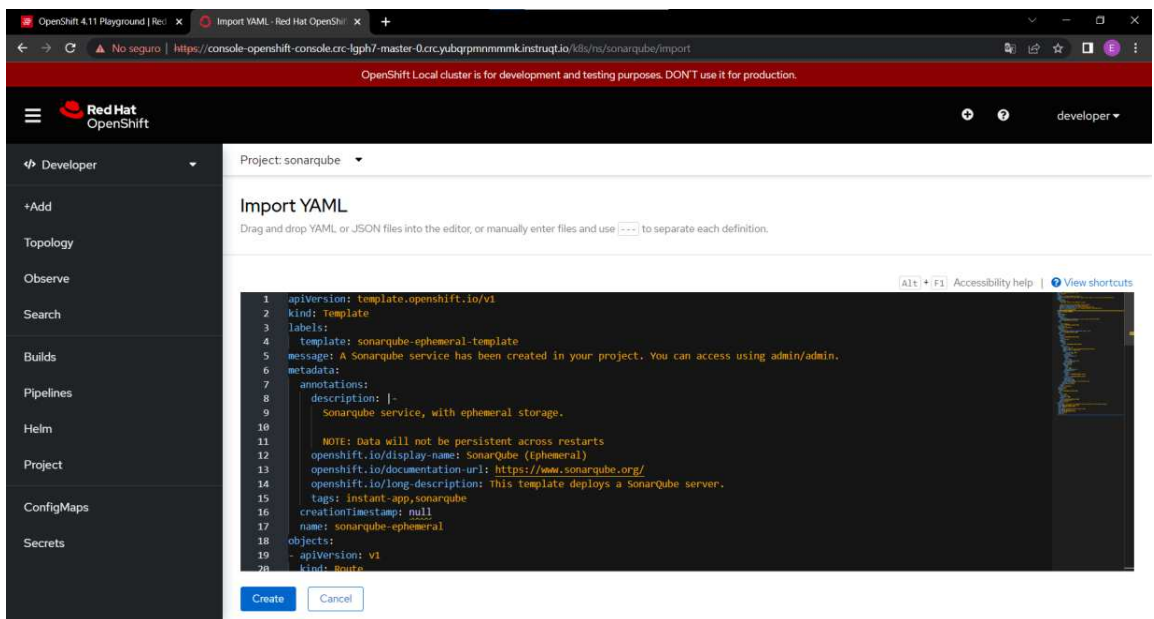 OpenShift 4.11 Playground | Red
Import YAML · Red Hat OpenShif
No seguro | https://console-openshift-console.crc-lgph7-master-0.crc.yubqrpmnmmmk.instruqt.io/k8s/ns/sonarqube/import
E
OpenShift Local cluster is for development and testing purposes. DON'T use it for production.
Red Hat
OpenShift
developer
</> Developer
Project: sonarqube
+Add
Import YAML
Drag and drop YAML or JSON files into the editor, or manually enter files and use --- to separate each definition.
Topology
Observe
Search
Builds
Pipelines
Helm
Project
ConfigMaps
Secrets
Alt + F1 Accessibility help | View shortcuts
1 apiVersion: template.openshift.io/v1
2 kind: Template
3 labels:
4 template: sonarqube-ephemeral-template
5 message: A Sonarqube service has been created in your project. You can access using admin/admin.
6 metadata:
7 annotations:
8 description: |-
9 Sonarqube service, with ephemeral storage.
10
11 NOTE: Data will not be persistent across restarts
12 openshift.io/display-name: SonarQube (Ephemeral)
13 openshift.io/documentation-url: https://www.sonarqube.org/
14 openshift.io/long-description: This template deploys a SonarQube server.
15 tags: instant-app,sonarqube
16 creationTimestamp: null
17 name: sonarqube-ephemeral
18 objects:
19 - apiVersion: v1
20 kind: Route
Create
Cancel